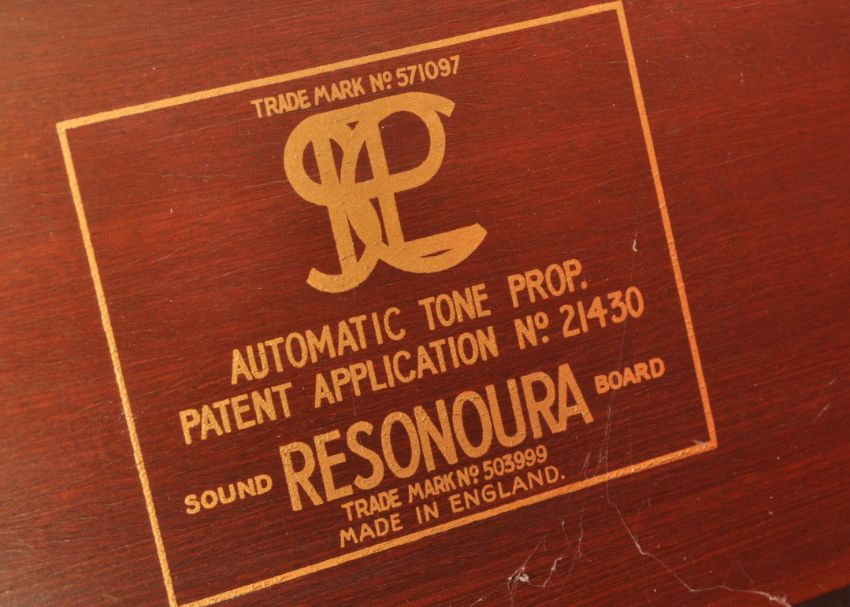 TRADE MARK Nº 571097
AUTOMATIC TONE PROP.
PATENT APPLICATION Nº 21430
SOUND RESONOURA BOARD
TRADE MARK Nº 503999
MADE IN ENGLAND.